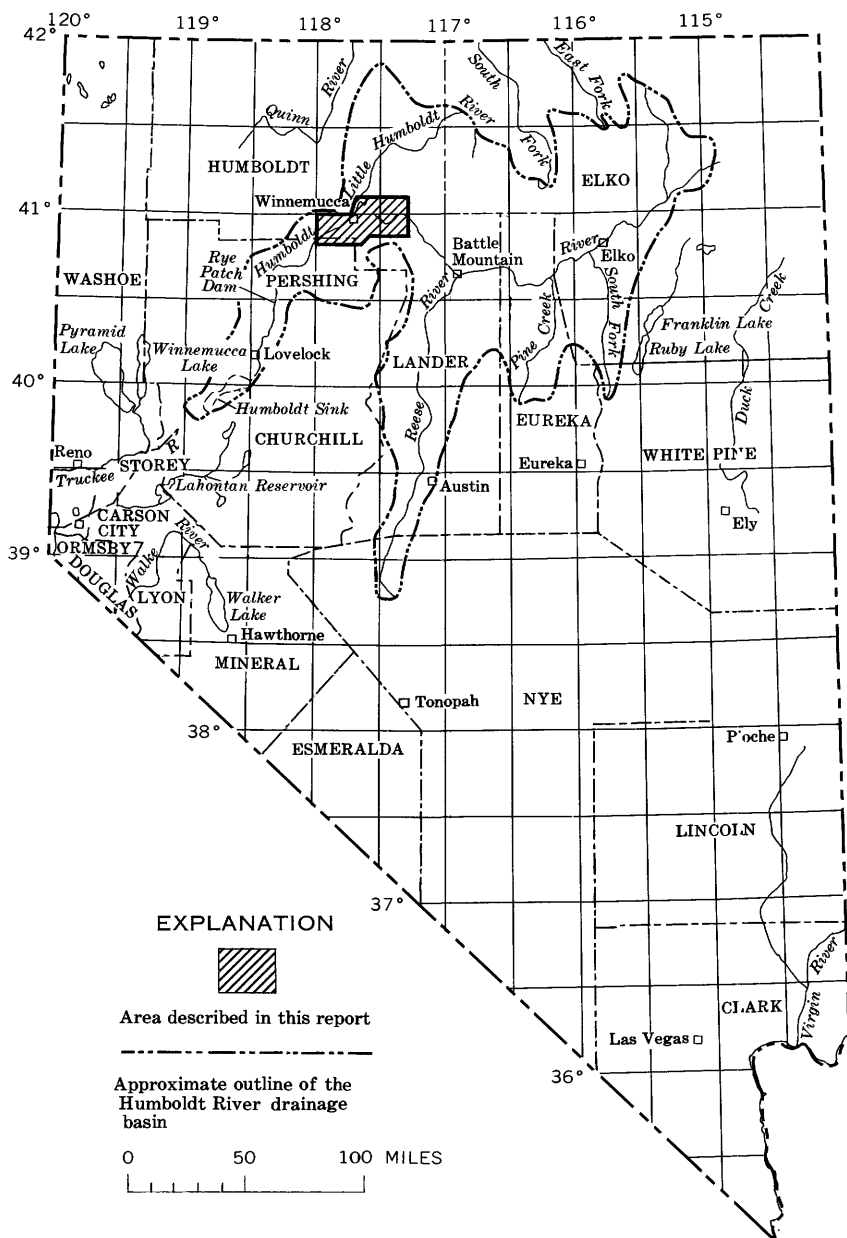 120° 119° 118° 117° 116° 115°
42°
41°
40°
39°
38°
37°
36°
Quinn River
Little Humboldt River
South Fork
East Fork
HUMBOLDT
ELKO
Winnemucca
Humboldt River
Rye
Patch
Dam
PERSHING
Battle
Mountain
Elko
South Fork
WASHOE
Pyramid
Lake
Winnemucca
Lake
Lovelock
LANDER
Pine Creek
Franklin Lake
Ruby Lake
Duck Creek
Humboldt Sink
Reese River
CHURCHILL
EUREKA
Eureka
WHITE PINE
Reno
STOREY
Truckee R
Lahontan Reservoir
Austin
Ely
CARSON
CITY
ORMSBY7
DOUGLAS
LYON
Walke River
Walker
Lake
Hawthorne
MINERAL
Tonopah
NYE
ESMERALDA
P'oche
LINCOLN
CLARK
Virgin River
Las Vegas
EXPLANATION
Area described in this report
Approximate outline of the
Humboldt River drainage
basin
0 50 100 MILES